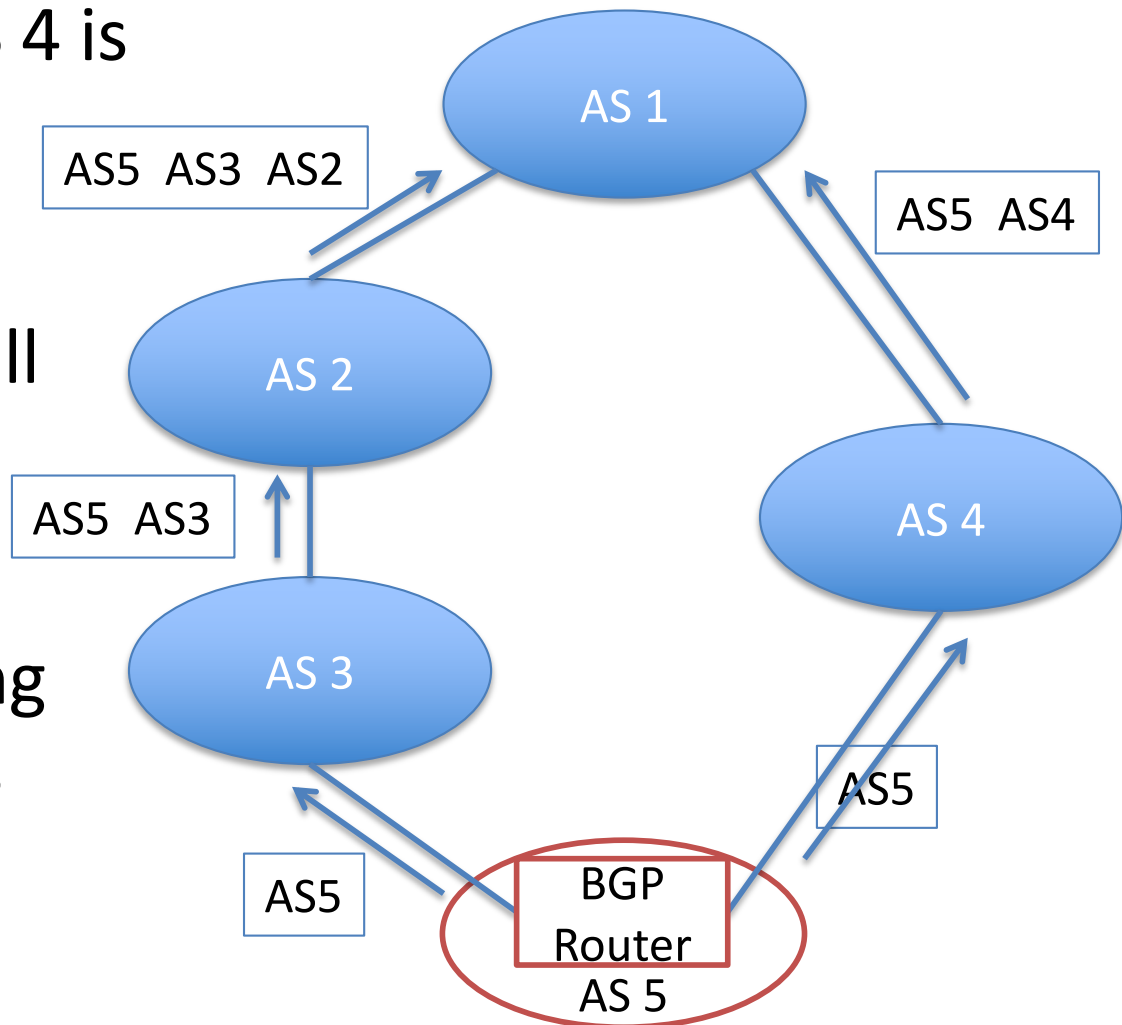 4 is
AS 1
AS5 AS3 AS2
AS5 AS4
ll
AS 2
AS5 AS3
AS 4
AS 3
ng
AS5
AS5
BGP
Router
AS 5